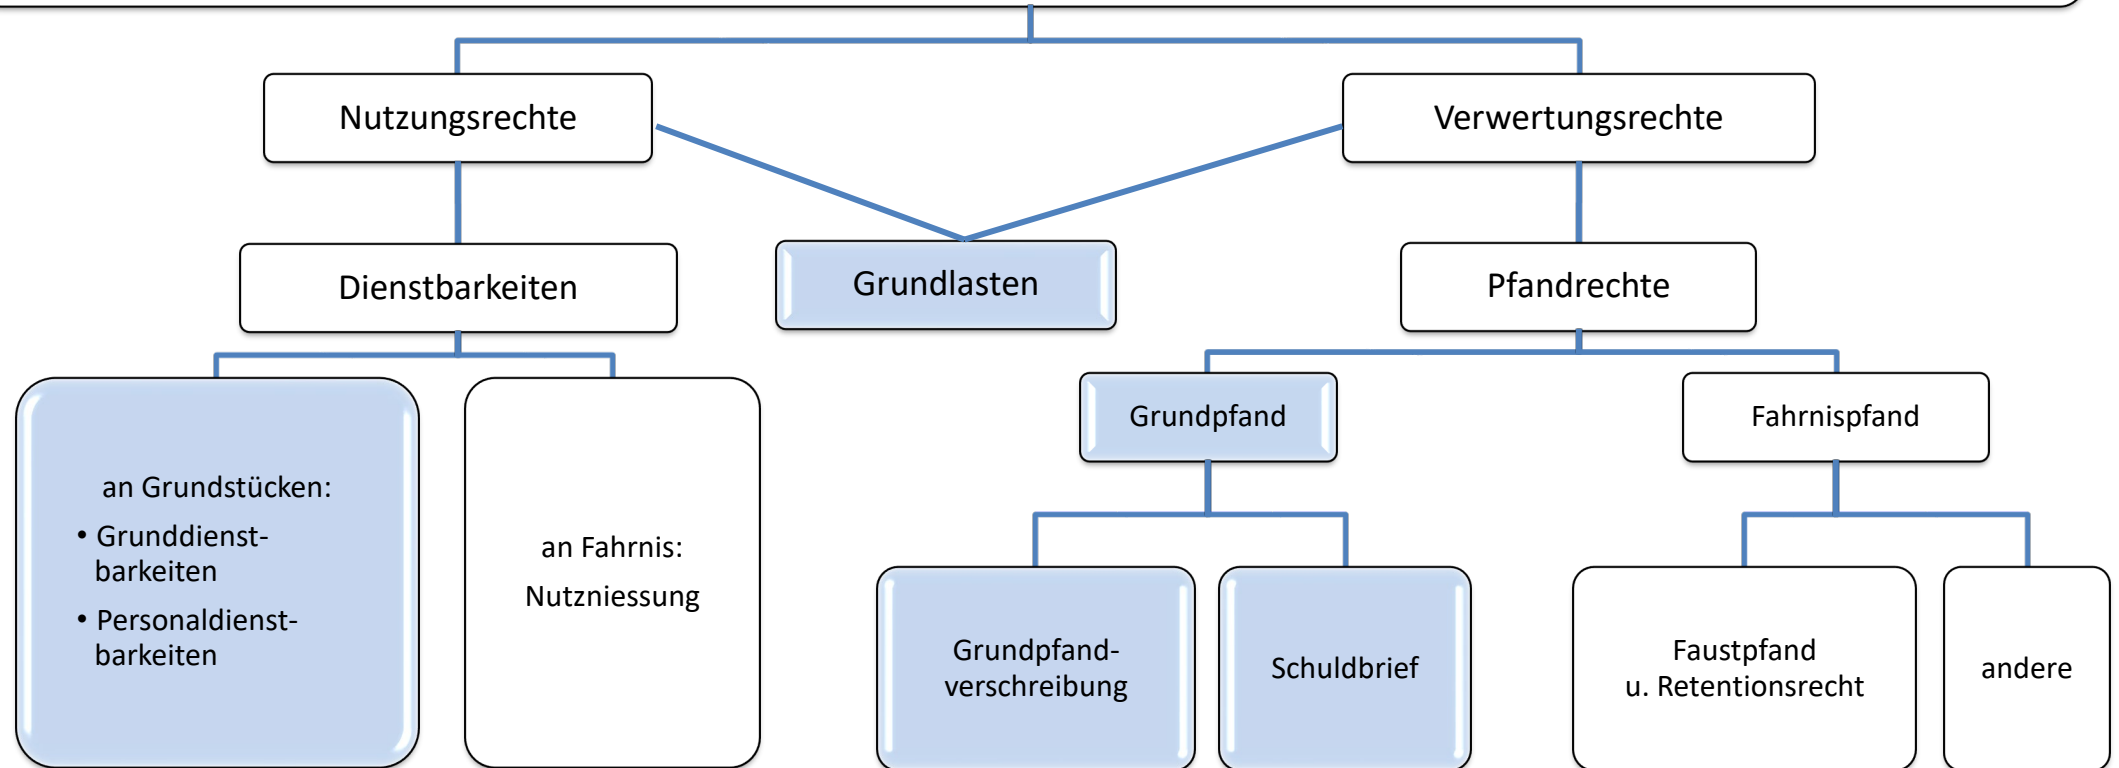 Nutzungsrechte
Verwertungsrechte
Dienstbarkeiten
Grundlasten
Pfandrechte
an Grundstücken:
• Grunddienst-
barkeiten
• Personaldienst-
barkeiten
an Fahrnis:
Nutzniessung
Grundpfand
Fahrnispfand
Grundpfand-
verschreibung
Schuldbrief
Faustpfand
u. Retentionsrecht
andere